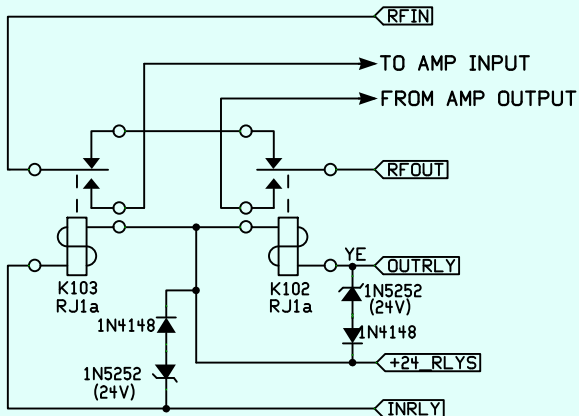 RFIN
TO AMP INPUT
FROM AMP OUTPUT
RFOUT
YE
OUTRLY
K103
RJ1a
K102
RJ1a
1N5252
(24V)
1N4148
1N4148
+24_RLYS
1N5252
(24V)
INRLY